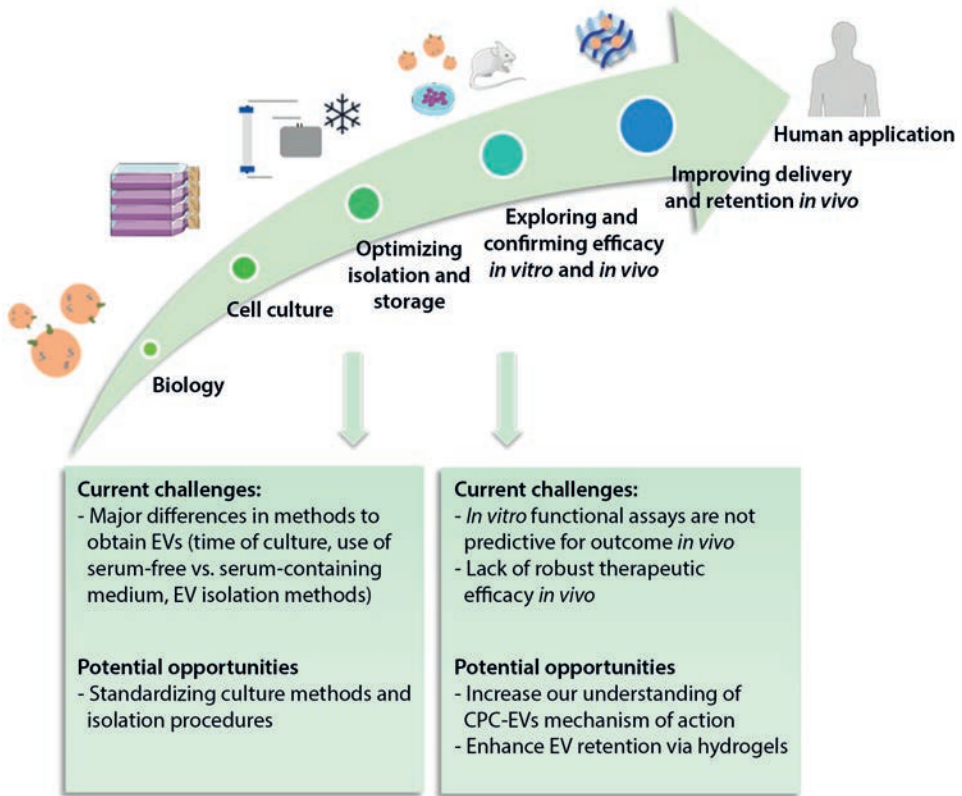 Human application
Improving delivery
and retention in vivo
Exploring and
confirming efficacy
in vitro and in vivo
Optimizing
isolation and
storage
Cell culture
Biology
Current challenges:
- Major differences in methods to
obtain EVs (time of culture, use of
serum-free vs. serum-containing
medium, EV isolation methods)
Potential opportunities
- Standardizing culture methods and
isolation procedures
Current challenges:
- In vitro functional assays are not
predictive for outcome in vivo
- Lack of robust therapeutic
efficacy in vivo
Potential opportunities
- Increase our understanding of
CPC-EVs mechanism of action
- Enhance EV retention via hydrogels